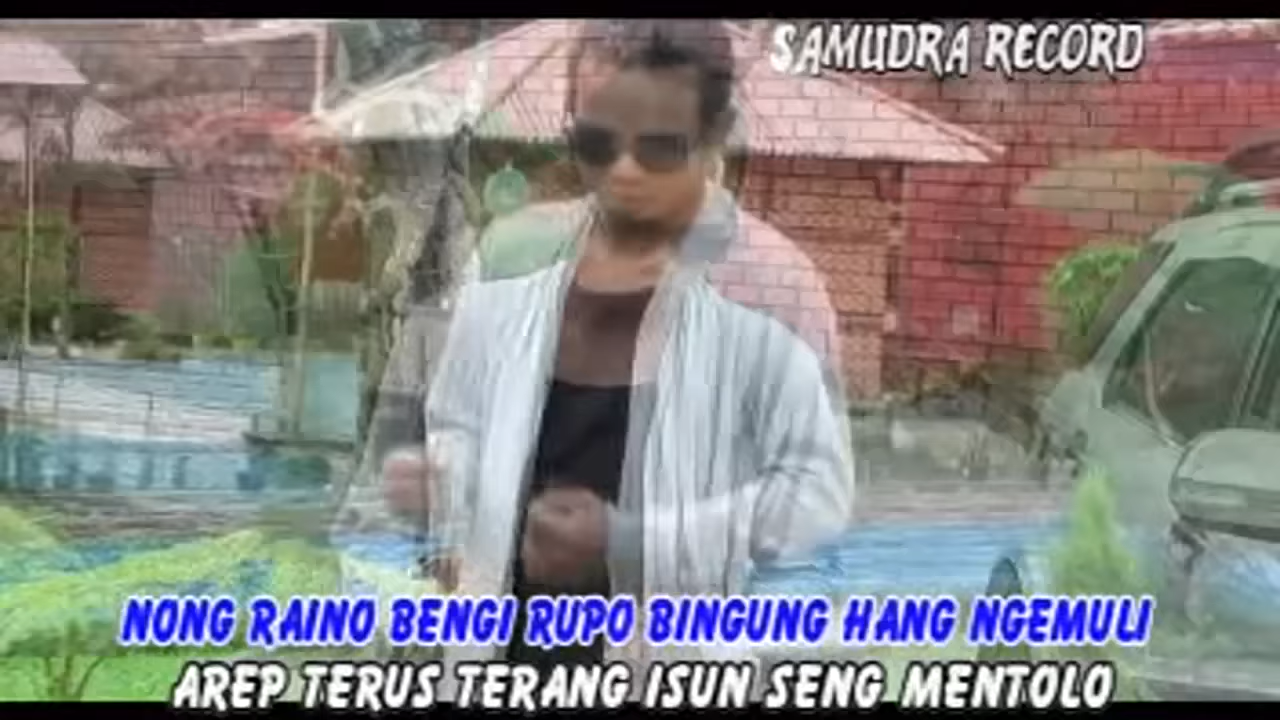 SAMUDRA RECORD
NONG RAINO BENGI RUPO BINGUNG HANG NGEMULI
AREP TERUS TERANG ISUN SENG MENTOLO